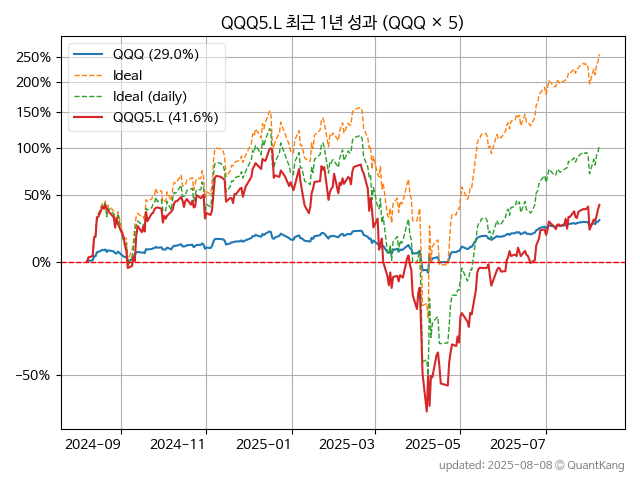 QQQ5.L 최근 1년 성과 (QQQ × 5)
QQQ (29.0%)
Ideal
Ideal (daily)
QQQ5.L (41.6%)
250%
200%
150%
100%
50%
0%
−50%
2024-09 2024-11 2025-01 2025-03 2025-05 2025-07
updated: 2025-08-08 © QuantKang